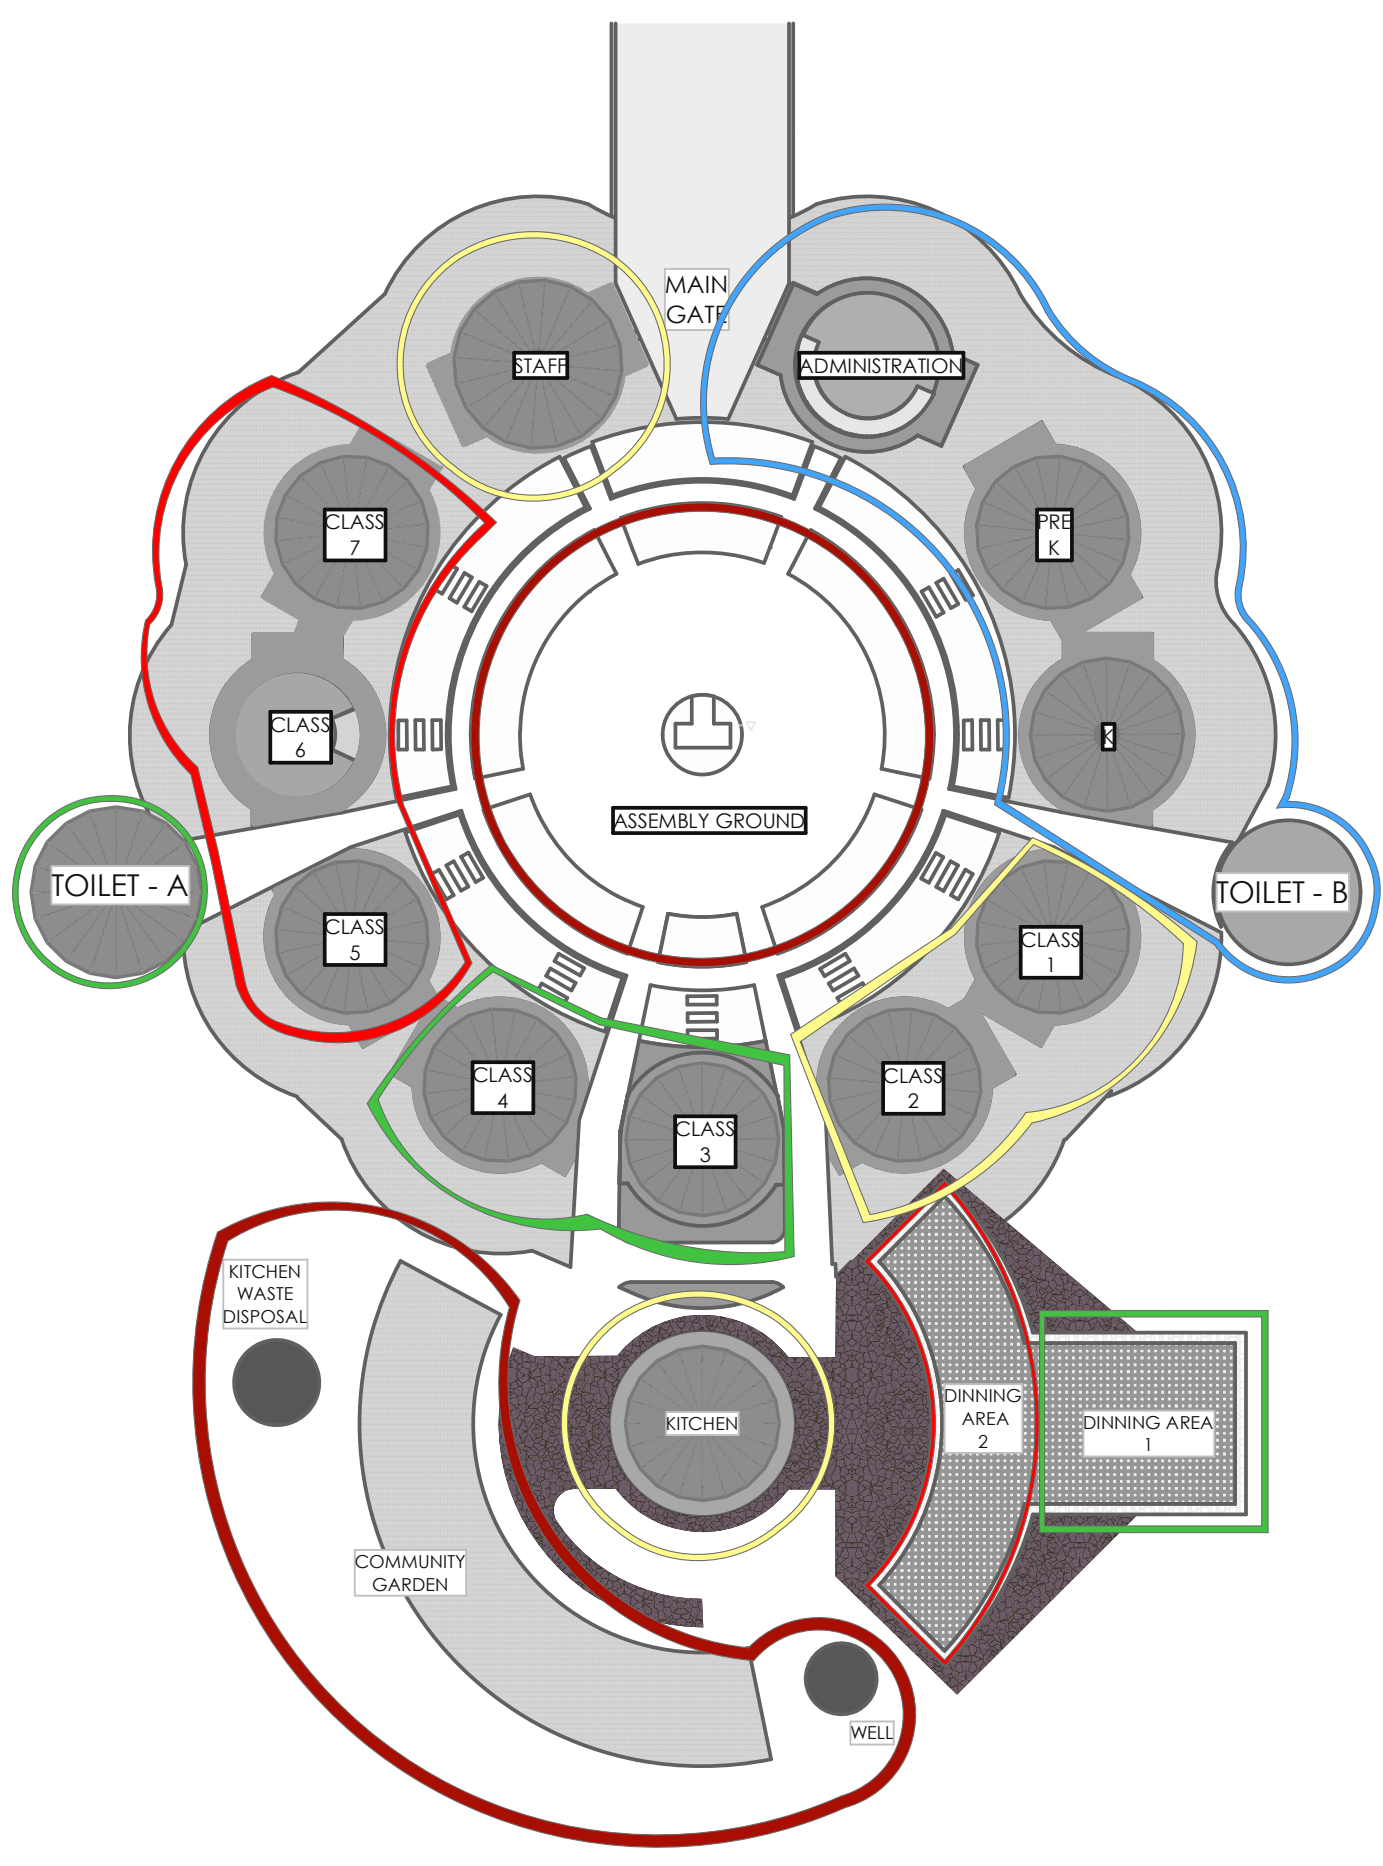 MAIN
GATE
STAFF
ADMINISTRATION
CLASS
7
PRE
K
CLASS
6
K
ASSEMBLY GROUND
TOILET - A
TOILET - B
CLASS
5
CLASS
1
CLASS
4
CLASS
2
CLASS
3
KITCHEN
WASTE
DISPOSAL
KITCHEN
DINNING
AREA
2
DINNING AREA
1
COMMUNITY
GARDEN
WELL